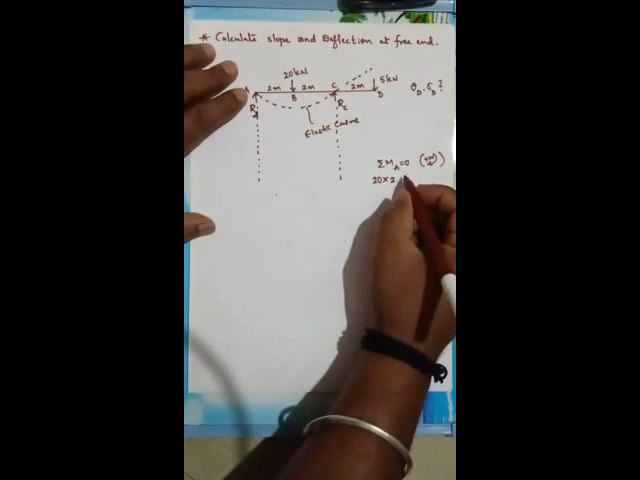 * Calculate slope and Deflection at free end.
20kN
5kN
A 2m 2m C 2m
B D
θD, δD ?
RA
RC
Elastic Curve
ΣMA=0 (+M)
20×2